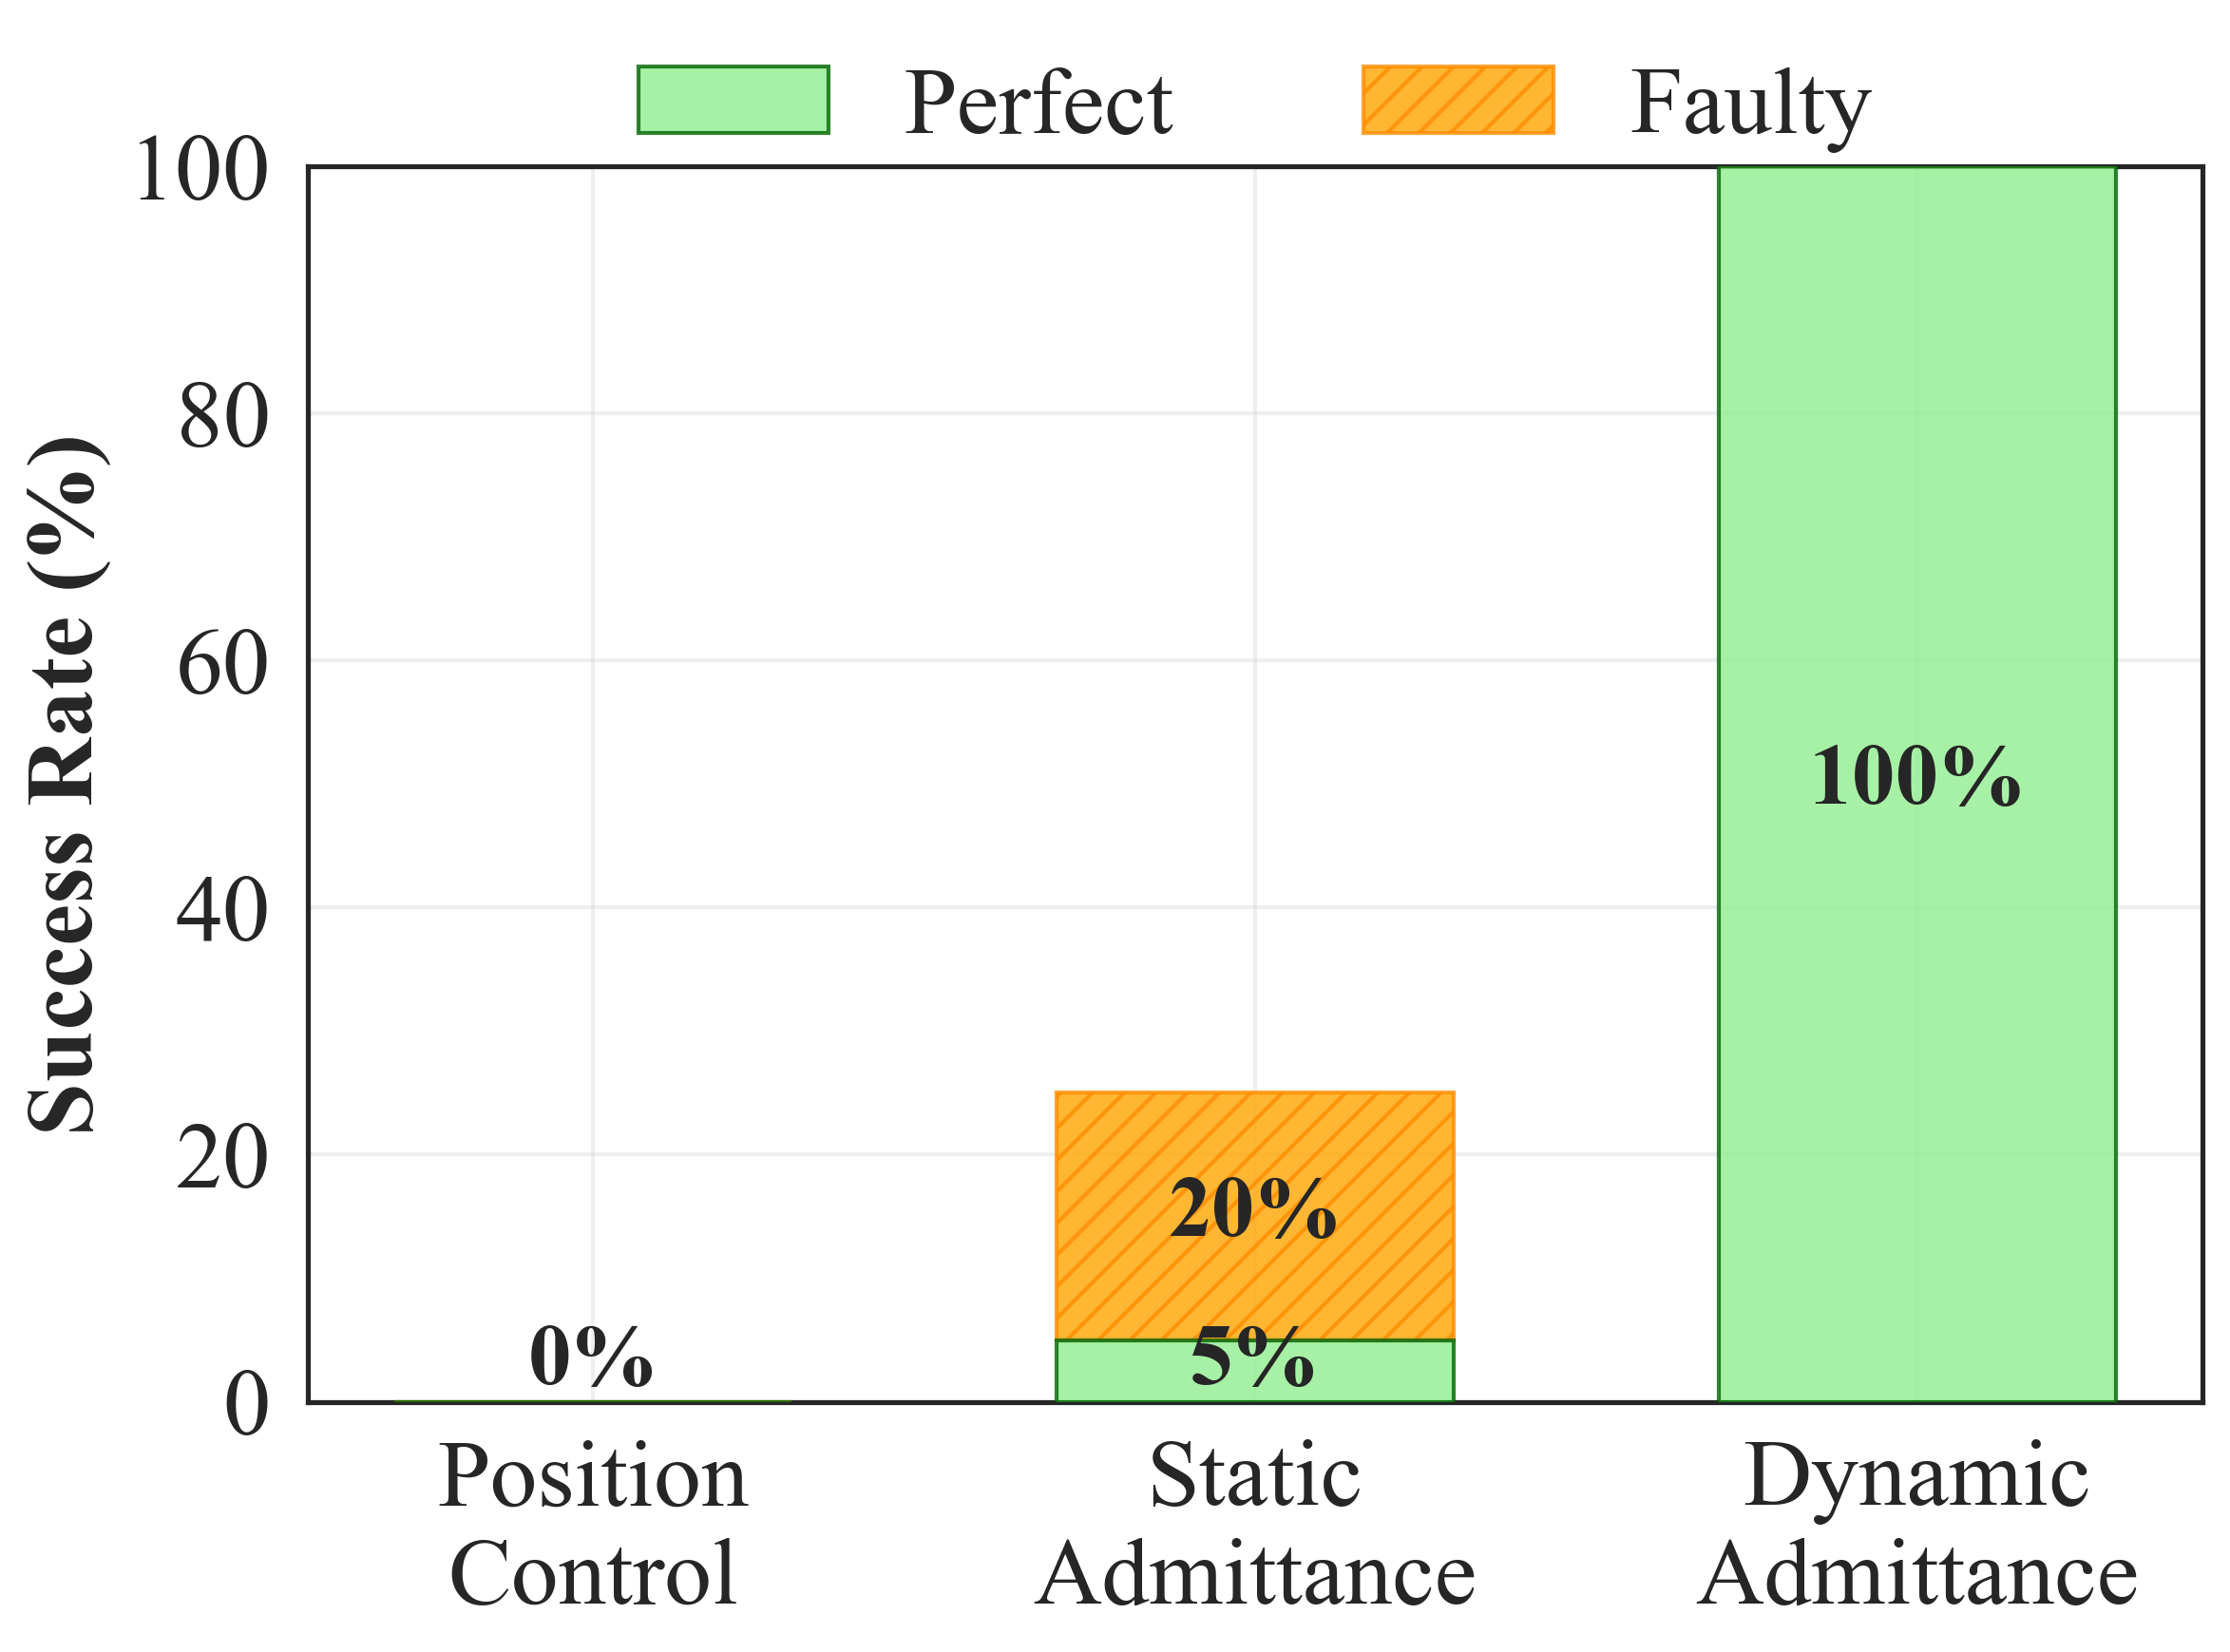 Perfect Faulty
Success Rate (%)
100
80
60
40
20
0
100%
20%
0%
5%
Position
Control
Static
Admittance
Dynamic
Admittance